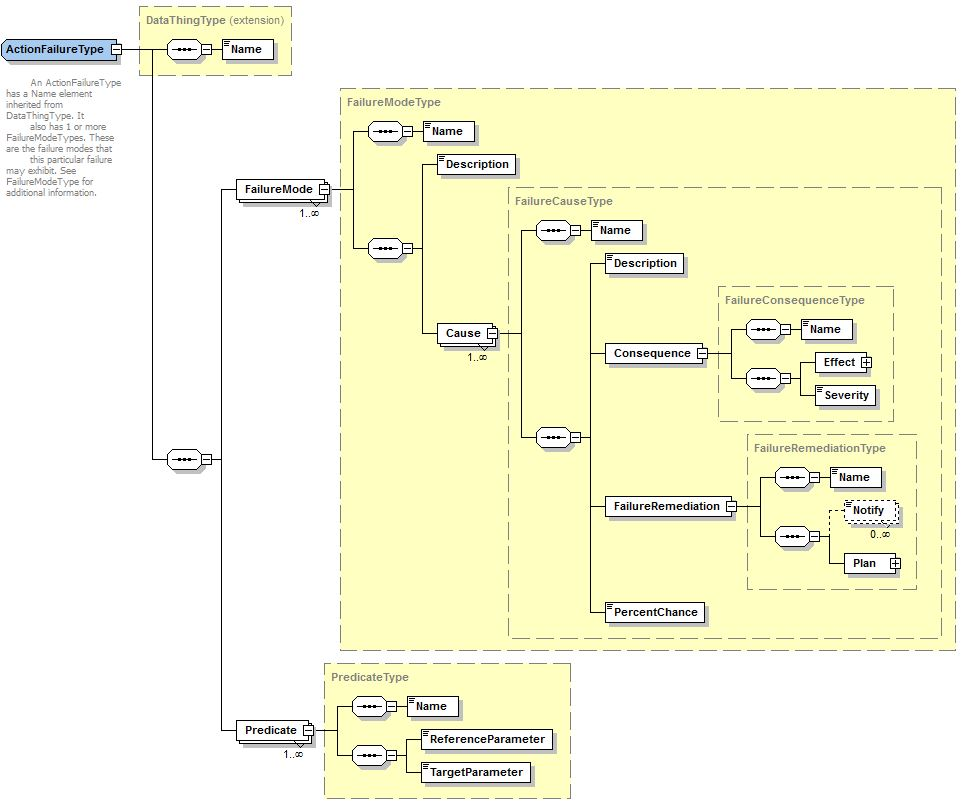 DataThingType (extension)
ActionFailureType
Name
An ActionFailureType
has a Name element
inherited from
DataThingType. It
also has 1 or more
FailureModeTypes. These
are the failure modes that
this particular failure
may exhibit. See
FailureModeType for
additional information.
FailureModeType
Name
Description
FailureMode
1..∞
FailureCauseType
Name
Description
FailureConsequenceType
Name
Cause
1..∞
Consequence
Effect
Severity
FailureRemediationType
Name
FailureRemediation
Notify
0..∞
Plan
PercentChance
PredicateType
Name
Predicate
1..∞
ReferenceParameter
TargetParameter